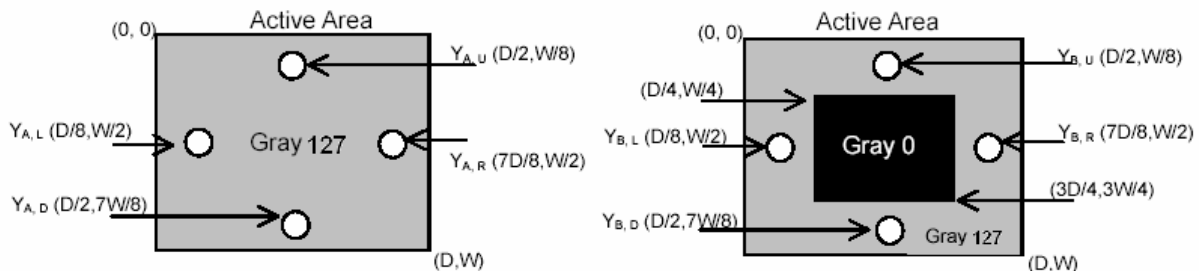 Active Area
(0, 0)
Y_A, U (D/2,W/8)
Y_A, L (D/8,W/2)
Gray 127
Y_A, R (7D/8,W/2)
Y_A, D (D/2,7W/8)
(D,W)
Active Area
(0, 0)
Y_B, U (D/2,W/8)
(D/4,W/4)
Y_B, L (D/8,W/2)
Gray 0
Y_B, R (7D/8,W/2)
(3D/4,3W/4)
Y_B, D (D/2,7W/8)
Gray 127
(D,W)